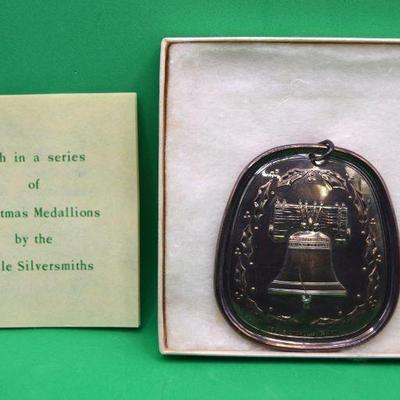 h in a series
of
tmas Medallions
by the
le Silversmiths